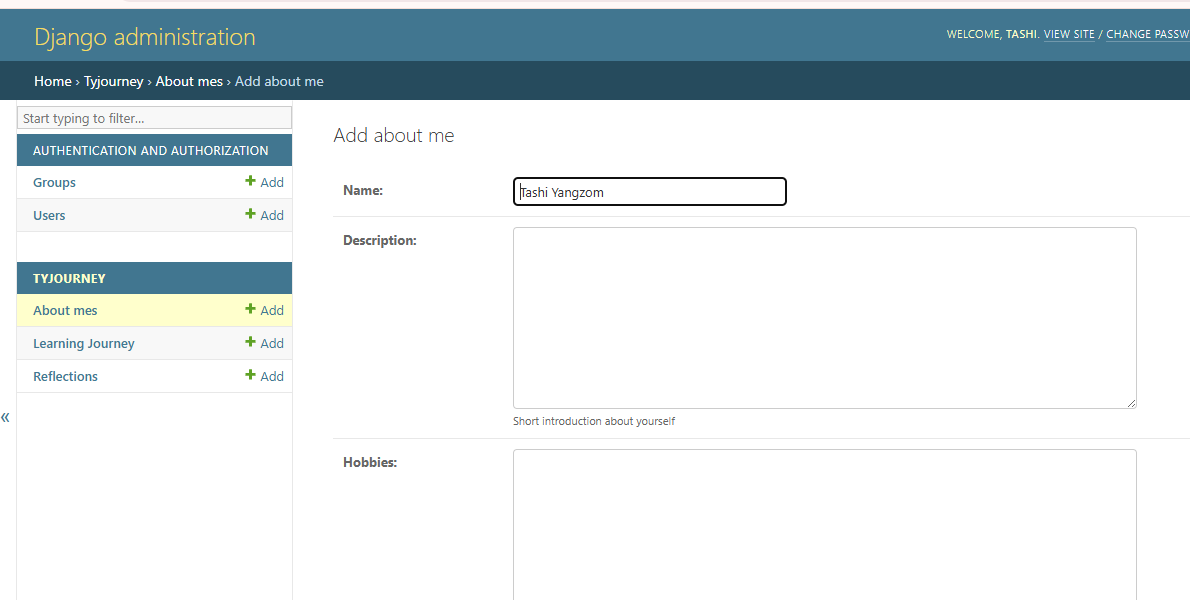 Django administration
WELCOME, TASHI. VIEW SITE / CHANGE PASSW
Home › Tyjourney › About mes › Add about me
Start typing to filter...
AUTHENTICATION AND AUTHORIZATION
Groups + Add
Users + Add
TYJOURNEY
About mes + Add
Learning Journey + Add
Reflections + Add
«
Add about me
Name: Tashi Yangzom
Description:
Short introduction about yourself
Hobbies: